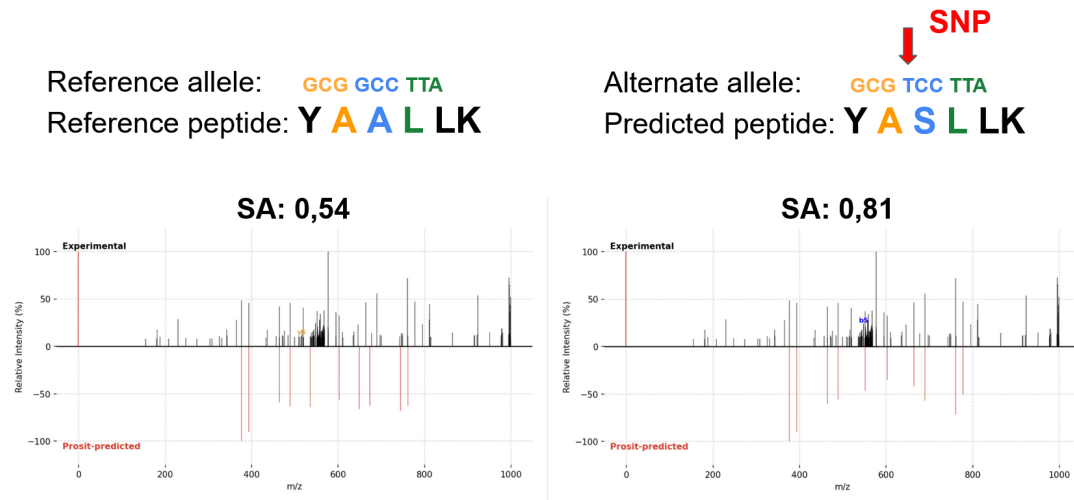 SNP
Reference allele: GCG GCC TTA
Reference peptide: Y A A L LK
Alternate allele: GCG TCC TTA
Predicted peptide: Y A S L LK
SA: 0,54
Experimental
Relative Intensity (%)
100
50
0
−50
−100
Prosit-predicted
0 200 400 600 800 1000
m/z
SA: 0,81
Experimental
Relative Intensity (%)
100
50
b5
0
−50
−100
Prosit-predicted
0 200 400 600 800 1000
m/z